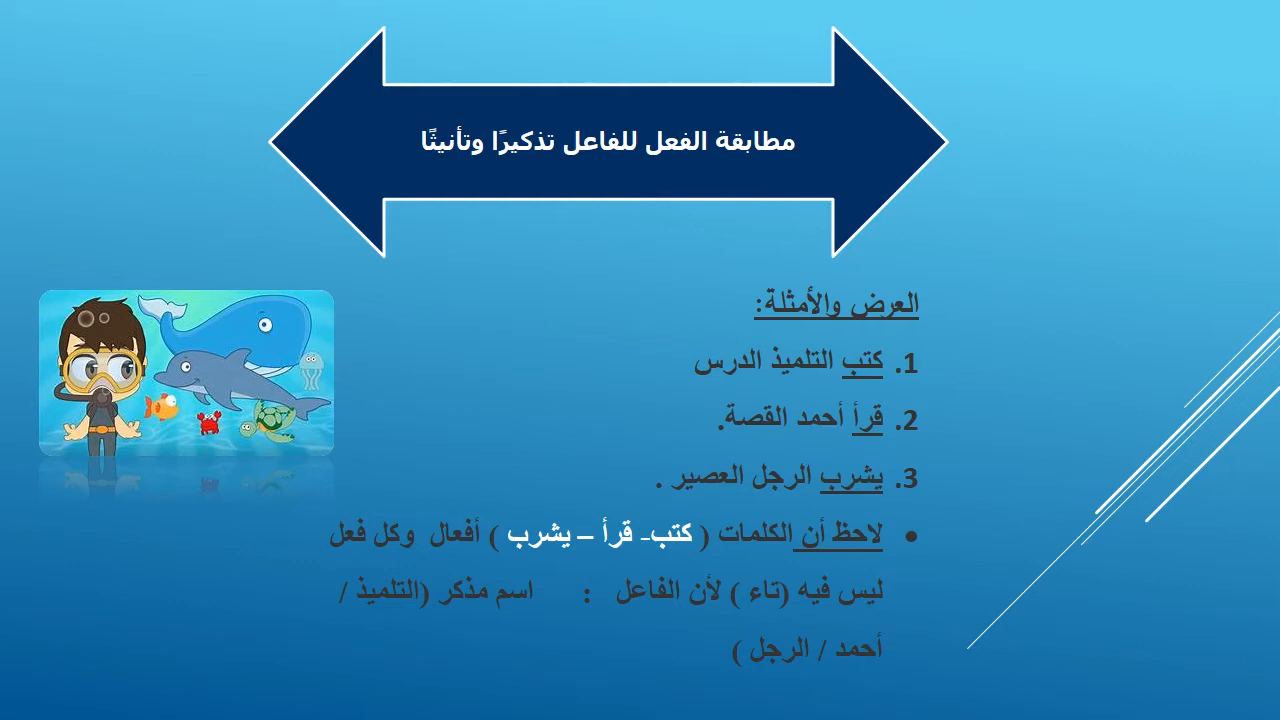 مطابقة الفعل للفاعل تذكيرًا وتأنيثًا
العرض والأمثلة:
1. كتب التلميذ الدرس
2. قرأ أحمد القصة.
3. يشرب الرجل العصير .
• لاحظ أن الكلمات ( كتب- قرأ – يشرب ) أفعال وكل فعل
ليس فيه (تاء ) لأن الفاعل : اسم مذكر (التلميذ /
أحمد / الرجل )